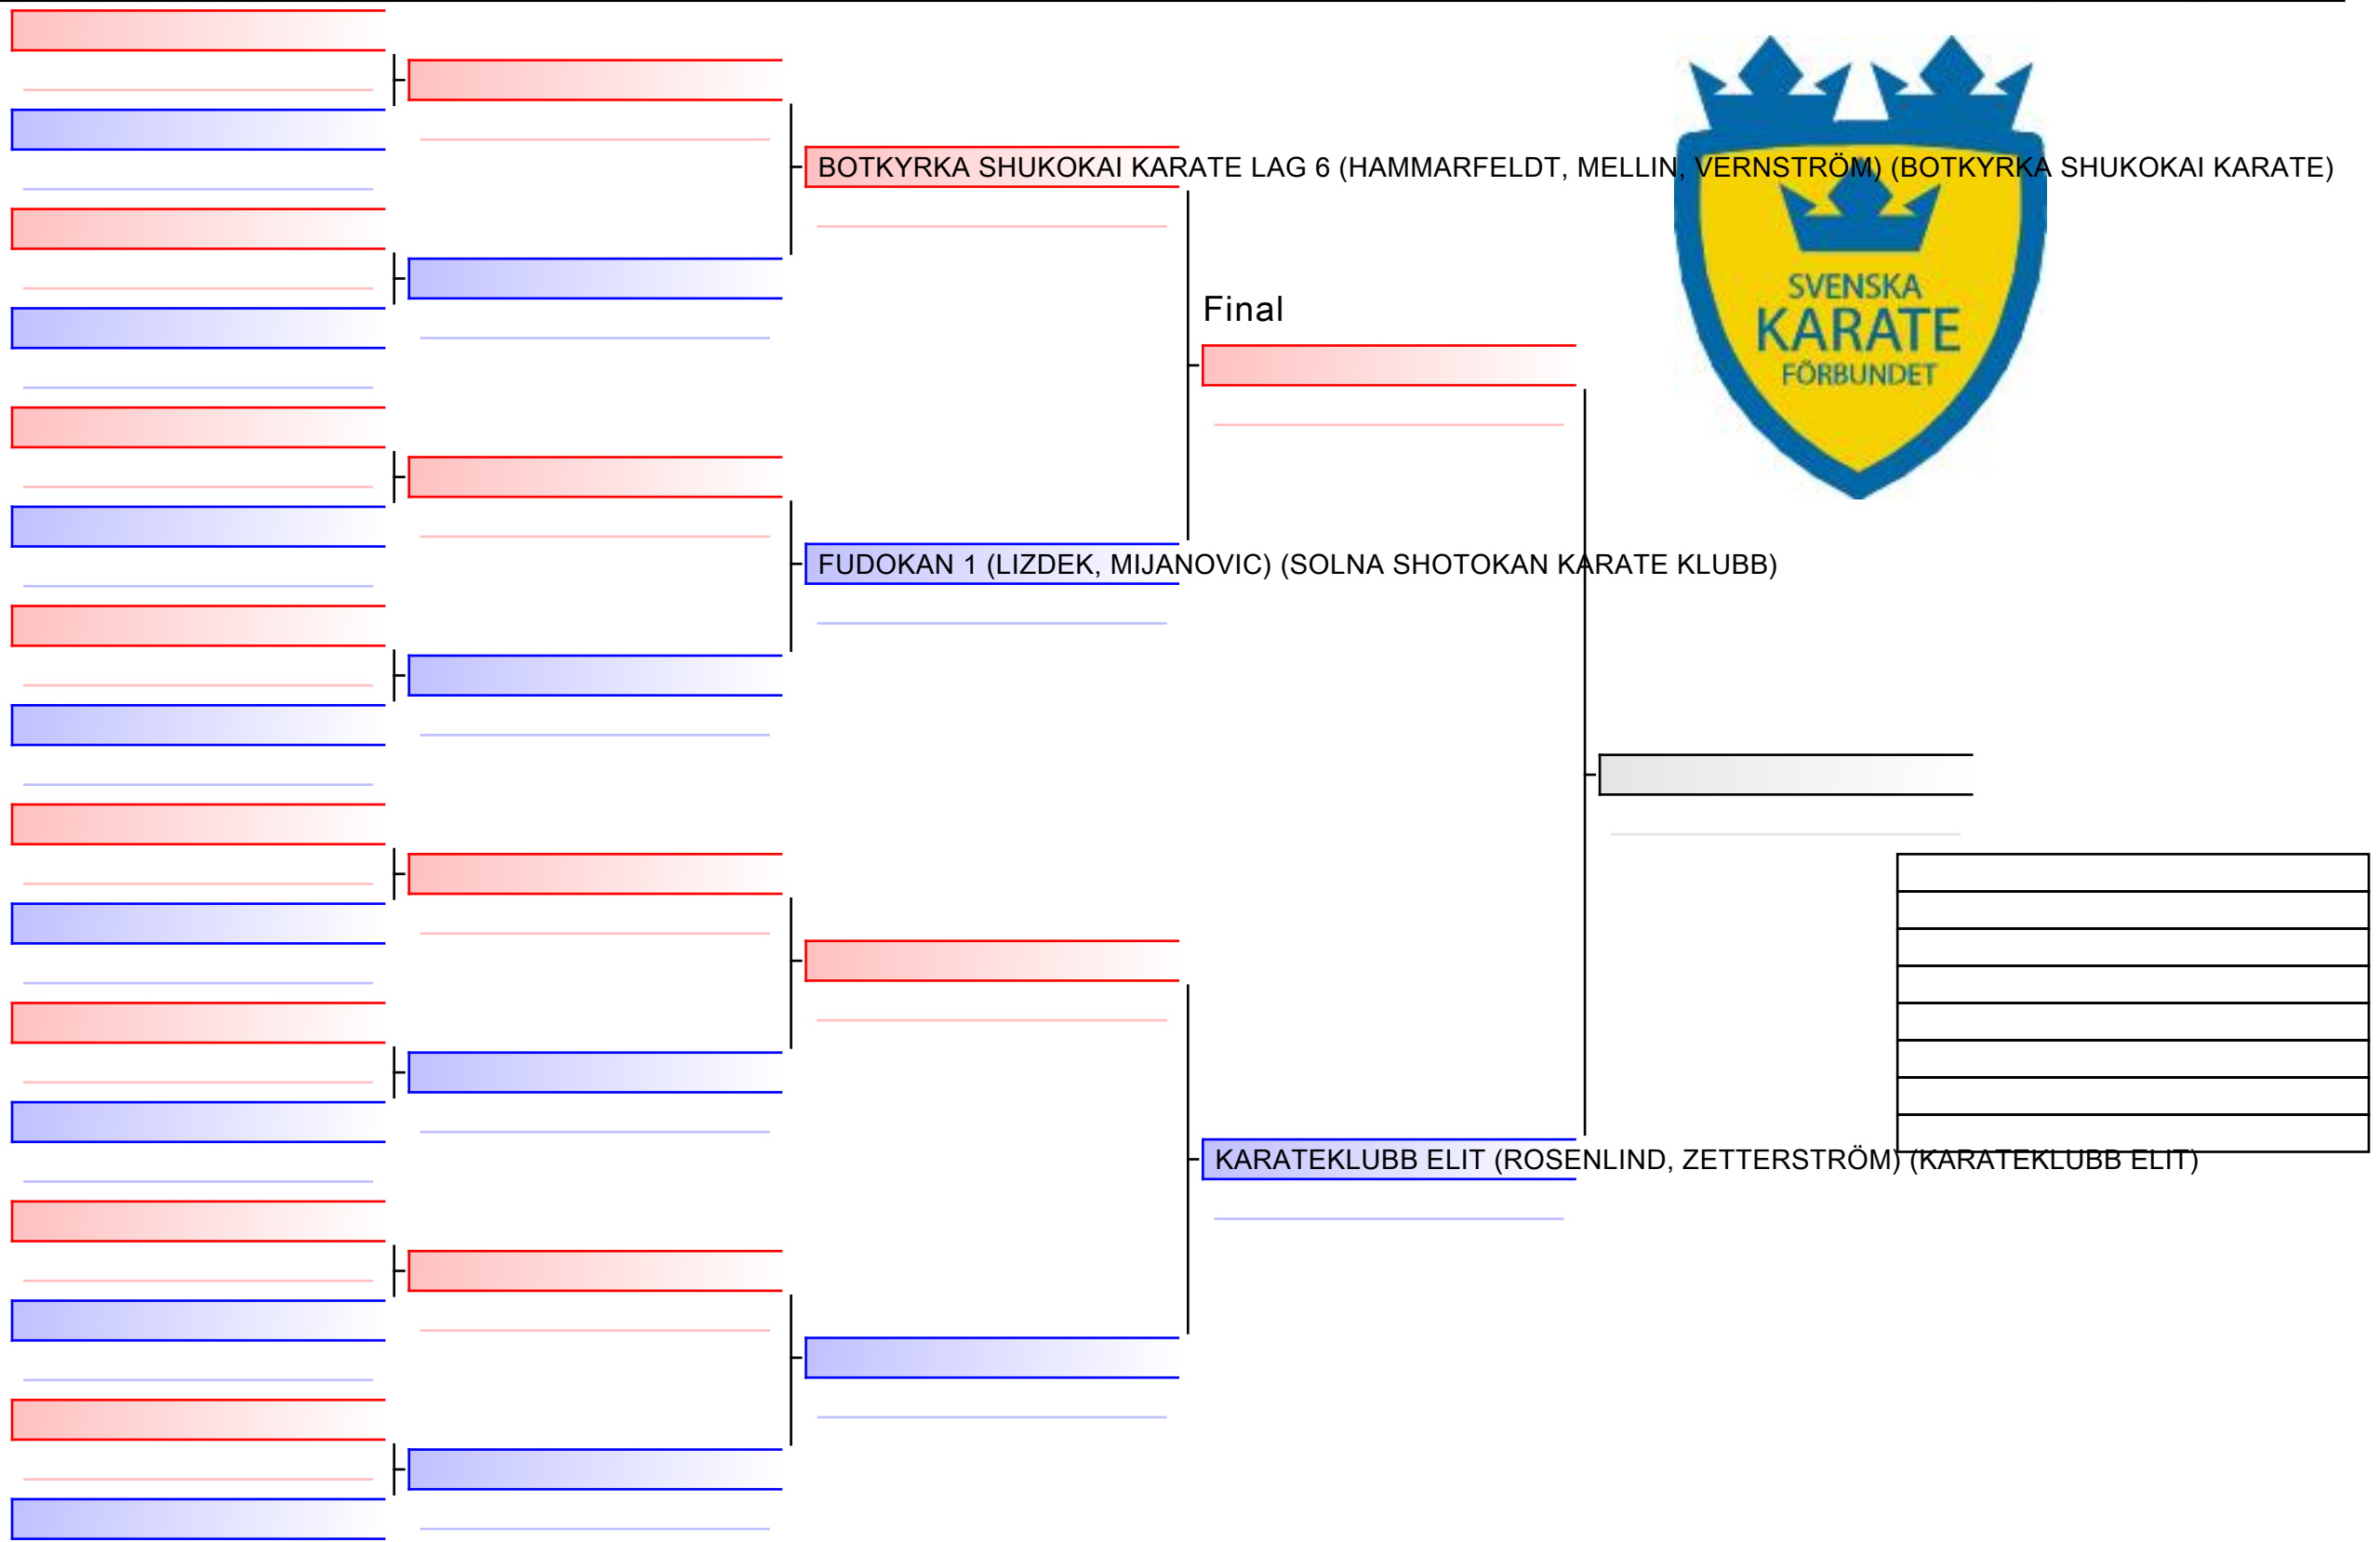 BOTKYRKA SHUKOKAI KARATE LAG 6 (HAMMARFELDT, MELLIN, VERNSTRÖM) (BOTKYRKA SHUKOKAI KARATE)
SVENSKA
KARATE
FÖRBUNDET
Final
FUDOKAN 1 (LIZDEK, MIJANOVIC) (SOLNA SHOTOKAN KARATE KLUBB)
KARATEKLUBB ELIT (ROSENLIND, ZETTERSTRÖM) (KARATEKLUBB ELIT)